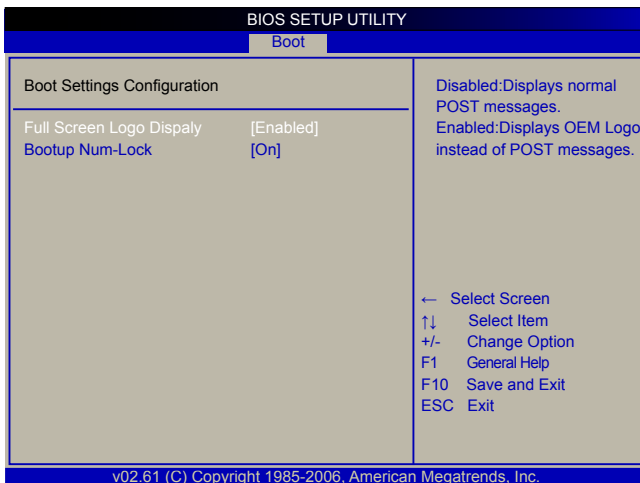 BIOS SETUP UTILITY
Boot
Boot Settings Configuration
Full Screen Logo Dispaly [Enabled]
Bootup Num-Lock [On]
Disabled:Displays normal
POST messages.
Enabled:Displays OEM Logo
instead of POST messages.
← Select Screen
↑↓ Select Item
+/- Change Option
F1 General Help
F10 Save and Exit
ESC Exit
v02.61 (C) Copyright 1985-2006, American Megatrends, Inc.